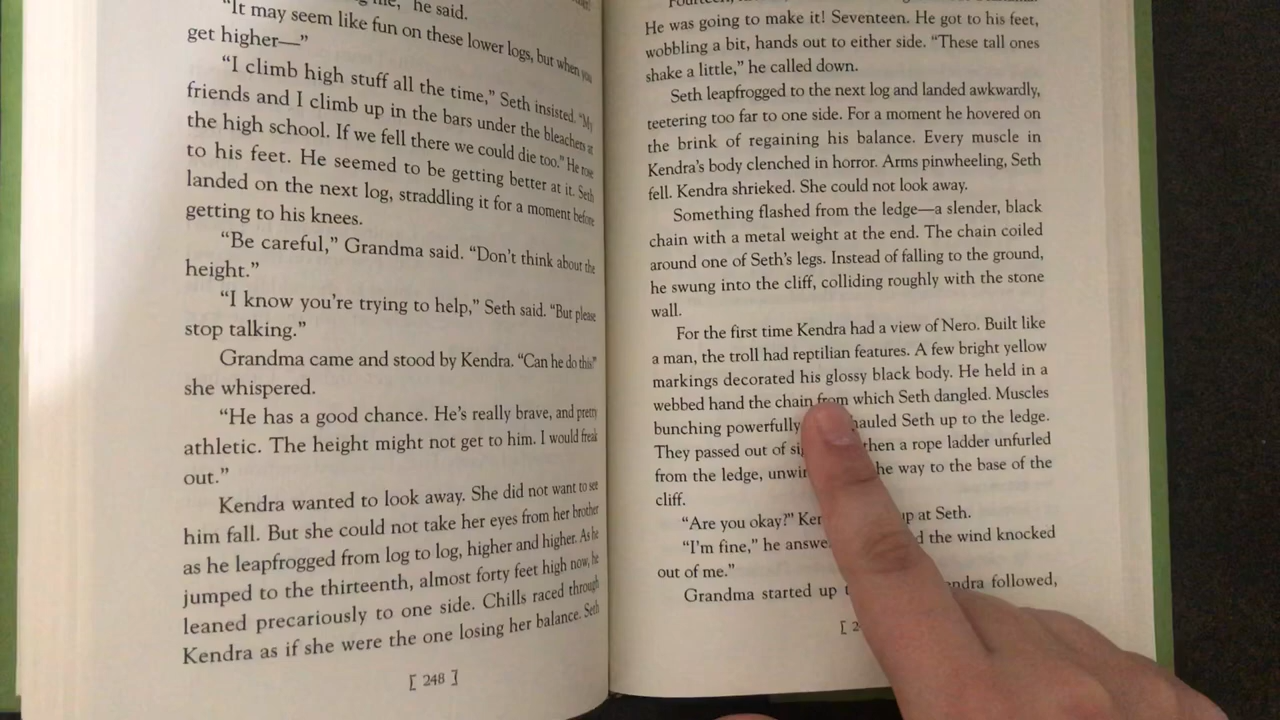 he said.
"It may seem like fun on these lower logs, but when you
get higher—"
"I climb high stuff all the time," Seth insisted. "My
friends and I climb up in the bars under the bleachers at
the high school. If we fell there we could die too." He rose
to his feet. He seemed to be getting better at it. Seth
landed on the next log, straddling it for a moment before
getting to his knees.
"Be careful," Grandma said. "Don't think about the
height."
"I know you're trying to help," Seth said. "But please
stop talking."
Grandma came and stood by Kendra. "Can he do this?"
she whispered.
"He has a good chance. He's really brave, and pretty
athletic. The height might not get to him. I would freak
out."
Kendra wanted to look away. She did not want to see
him fall. But she could not take her eyes from her brother
as he leapfrogged from log to log, higher and higher. As he
jumped to the thirteenth, almost forty feet high now, he
leaned precariously to one side. Chills raced through
Kendra as if she were the one losing her balance. Seth
[ 248 ]
He was going to make it! Seventeen. He got to his feet,
wobbling a bit, hands out to either side. "These tall ones
shake a little," he called down.
Seth leapfrogged to the next log and landed awkwardly,
teetering too far to one side. For a moment he hovered on
the brink of regaining his balance. Every muscle in
Kendra's body clenched in horror. Arms pinwheeling, Seth
fell. Kendra shrieked. She could not look away.
Something flashed from the ledge—a slender, black
chain with a metal weight at the end. The chain coiled
around one of Seth's legs. Instead of falling to the ground,
he swung into the cliff, colliding roughly with the stone
wall.
For the first time Kendra had a view of Nero. Built like
a man, the troll had reptilian features. A few bright yellow
markings decorated his glossy black body. He held in a
webbed hand the chain from which Seth dangled. Muscles
bunching powerfully hauled Seth up to the ledge.
They passed out of then a rope ladder unfurled
from the ledge, the way to the base of the
cliff.
"Are you okay?" up at Seth.
"I'm fine," he the wind knocked
out of me."
Grandma started up followed,